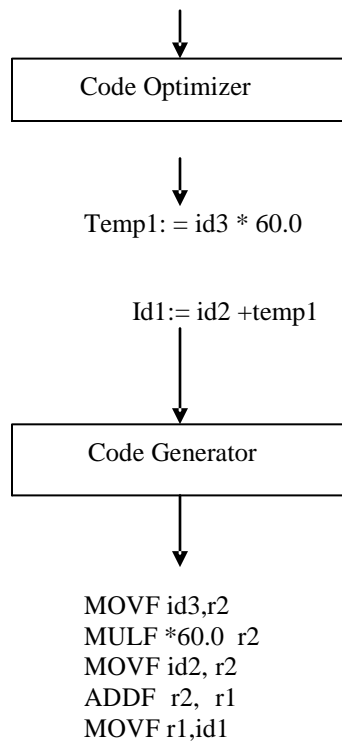 Code Optimizer
Temp1: = id3 * 60.0
Id1:= id2 +temp1
Code Generator
MOVF id3,r2
MULF *60.0 r2
MOVF id2, r2
ADDF r2, r1
MOVF r1,id1